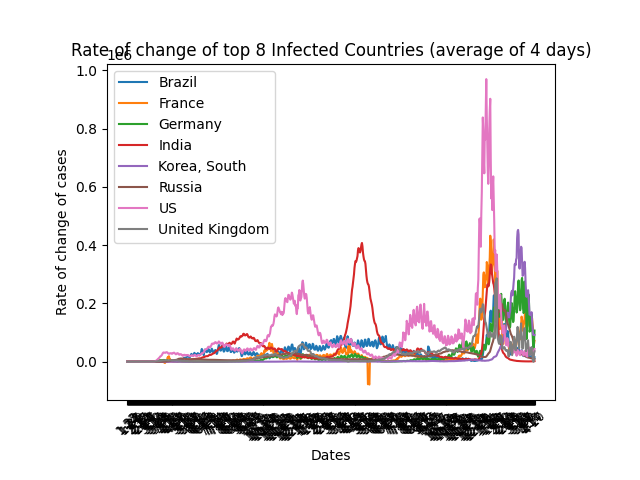 Rate of change of top 8 Infected Countries (average of 4 days)
1e6
1.0
0.8
0.6
0.4
0.2
0.0
Rate of change of cases
Brazil
France
Germany
India
Korea, South
Russia
US
United Kingdom
Dates